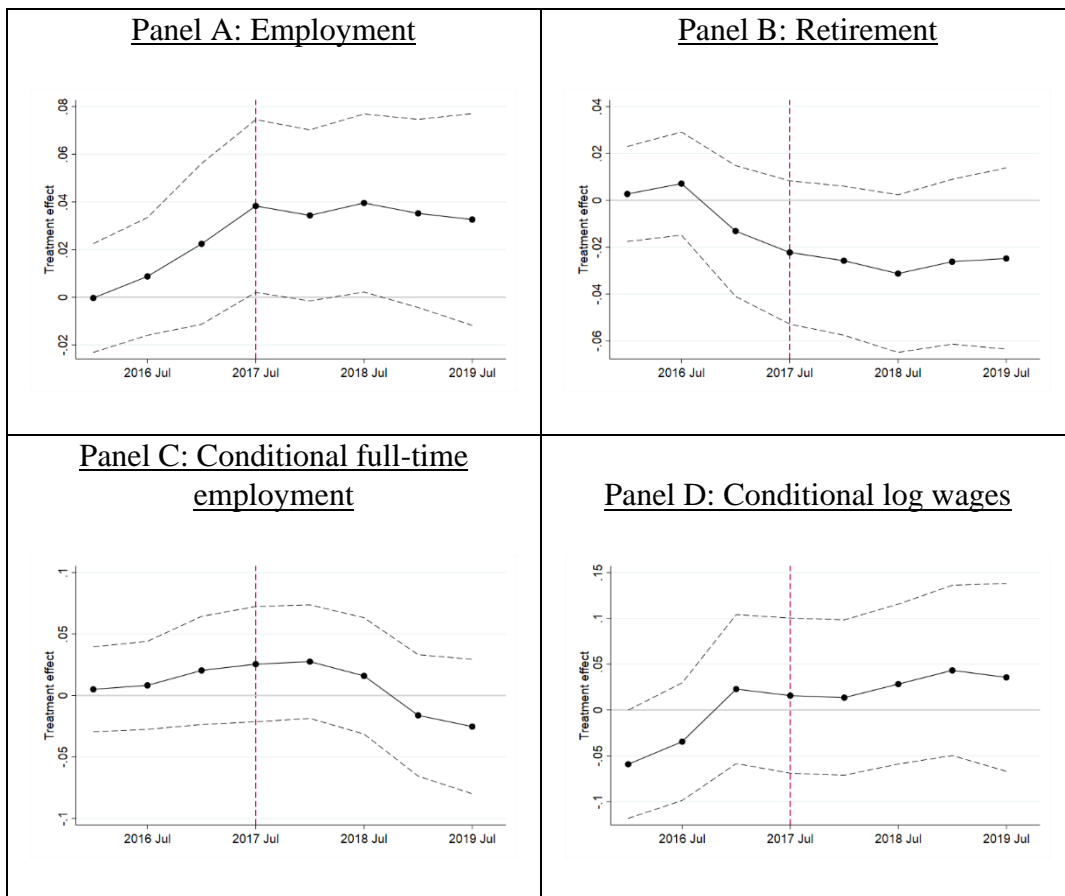 Panel A: Employment
Treatment effect
.08
.06
.04
.02
0
-.02
2016 Jul 2017 Jul 2018 Jul 2019 Jul
Panel B: Retirement
Treatment effect
.04
.02
0
-.02
-.04
-.06
2016 Jul 2017 Jul 2018 Jul 2019 Jul
Panel C: Conditional full-time
employment
Treatment effect
.1
.05
0
-.05
-.1
2016 Jul 2017 Jul 2018 Jul 2019 Jul
Panel D: Conditional log wages
Treatment effect
.15
.1
.05
0
-.05
-.1
2016 Jul 2017 Jul 2018 Jul 2019 Jul